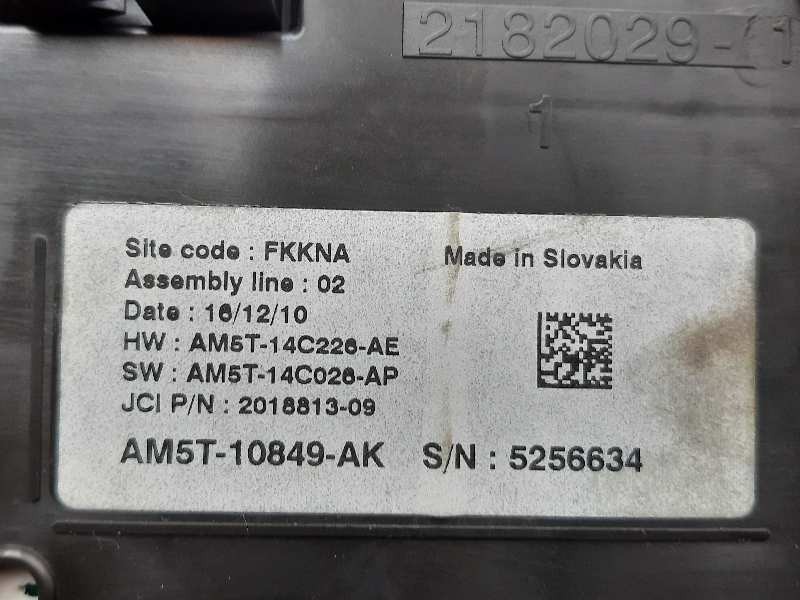 2182029-1
1
Site code : FKKNA
Made in Slovakia
Assembly line : 02
Date : 16/12/10
HW : AM5T-14C226-AE
SW : AM5T-14C026-AP
JCI P/N : 2018813-09
AM5T-10849-AK S/N : 5256634